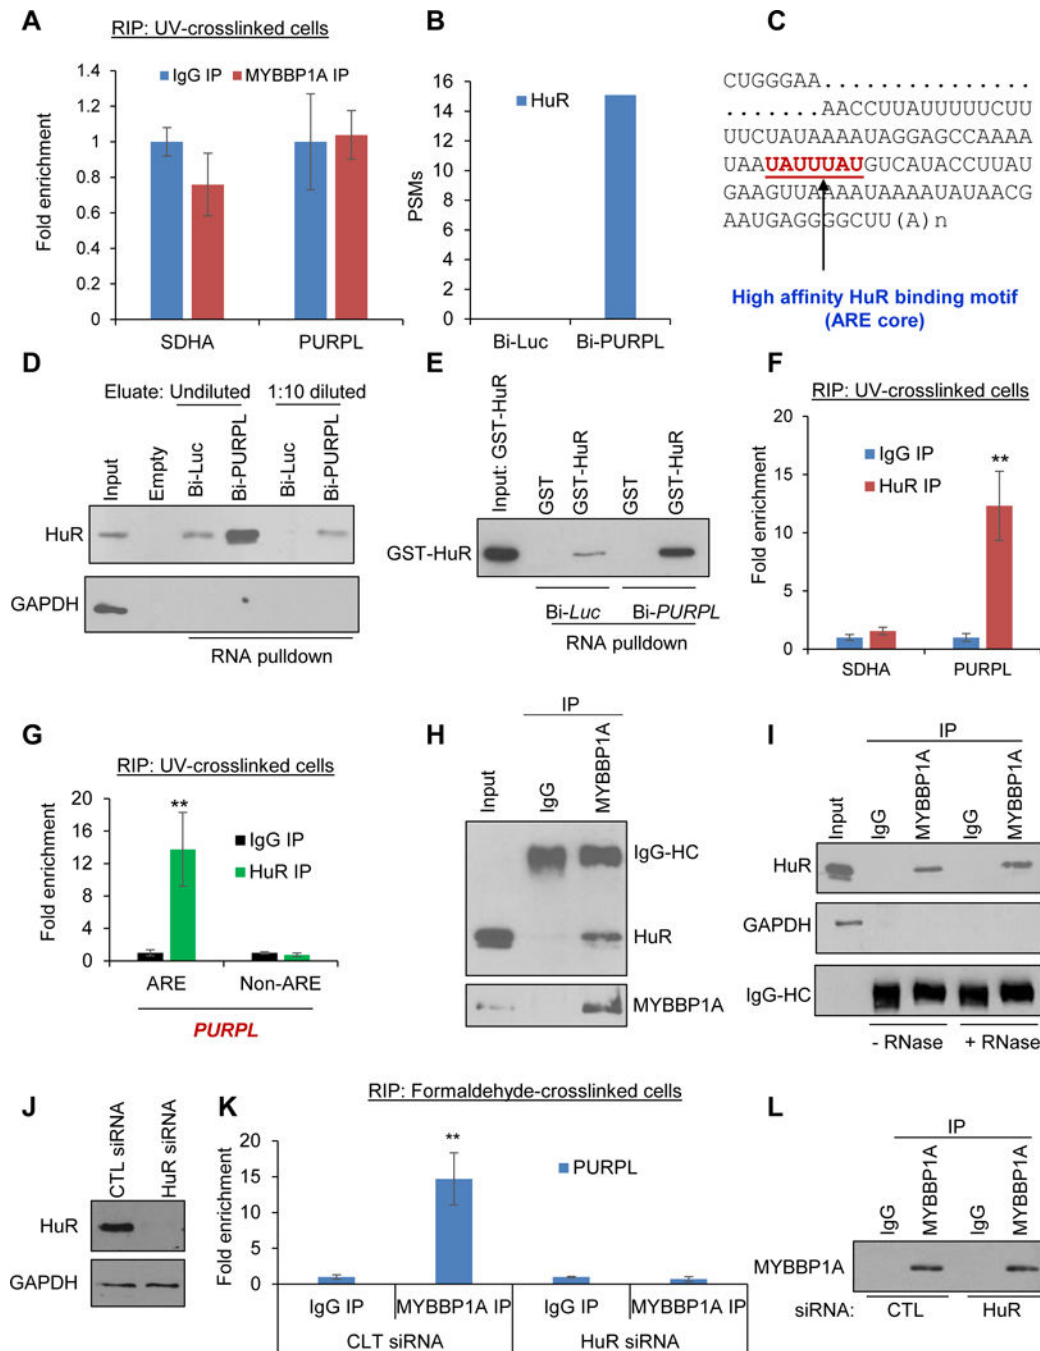 A
RIP: UV-crosslinked cells
IgG IP
MYBBP1A IP
Fold enrichment
1.4
1.2
1
0.8
0.6
0.4
0.2
0
SDHA
PURPL
B
HuR
PSMs
16
14
12
10
8
6
4
2
0
Bi-Luc
Bi-PURPL
C
CUGGGAA................
.......AACCUUAUUUUUCUU
UUCUAUAAAAUAGGAGCCAAAA
UAAUAUUUAUGUCAUACCUUAU
GAAGUUAAAAUAAAAUAUAACG
AAUGAGGGGCUU(A)n
High affinity HuR binding motif
(ARE core)
D
Eluate: Undiluted
1:10 diluted
Input
Empty
Bi-Luc
Bi-PURPL
Bi-Luc
Bi-PURPL
HuR
GAPDH
RNA pulldown
E
Input: GST-HuR
GST
GST-HuR
GST
GST-HuR
GST-HuR
Bi-Luc
Bi-PURPL
RNA pulldown
F
RIP: UV-crosslinked cells
IgG IP
HuR IP
**
Fold enrichment
20
15
10
5
0
SDHA
PURPL
G
RIP: UV-crosslinked cells
**
IgG IP
HuR IP
Fold enrichment
20
16
12
8
4
0
ARE
Non-ARE
PURPL
H
IP
Input
IgG
MYBBP1A
IgG-HC
HuR
MYBBP1A
I
IP
Input
IgG
MYBBP1A
IgG
MYBBP1A
HuR
GAPDH
IgG-HC
- RNase
+ RNase
J
CTL siRNA
HuR siRNA
HuR
GAPDH
K
RIP: Formaldehyde-crosslinked cells
**
PURPL
Fold enrichment
20
15
10
5
0
IgG IP
MYBBP1A IP
IgG IP
MYBBP1A IP
CLT siRNA
HuR siRNA
L
IP
IgG
MYBBP1A
IgG
MYBBP1A
MYBBP1A
siRNA:
CTL
HuR